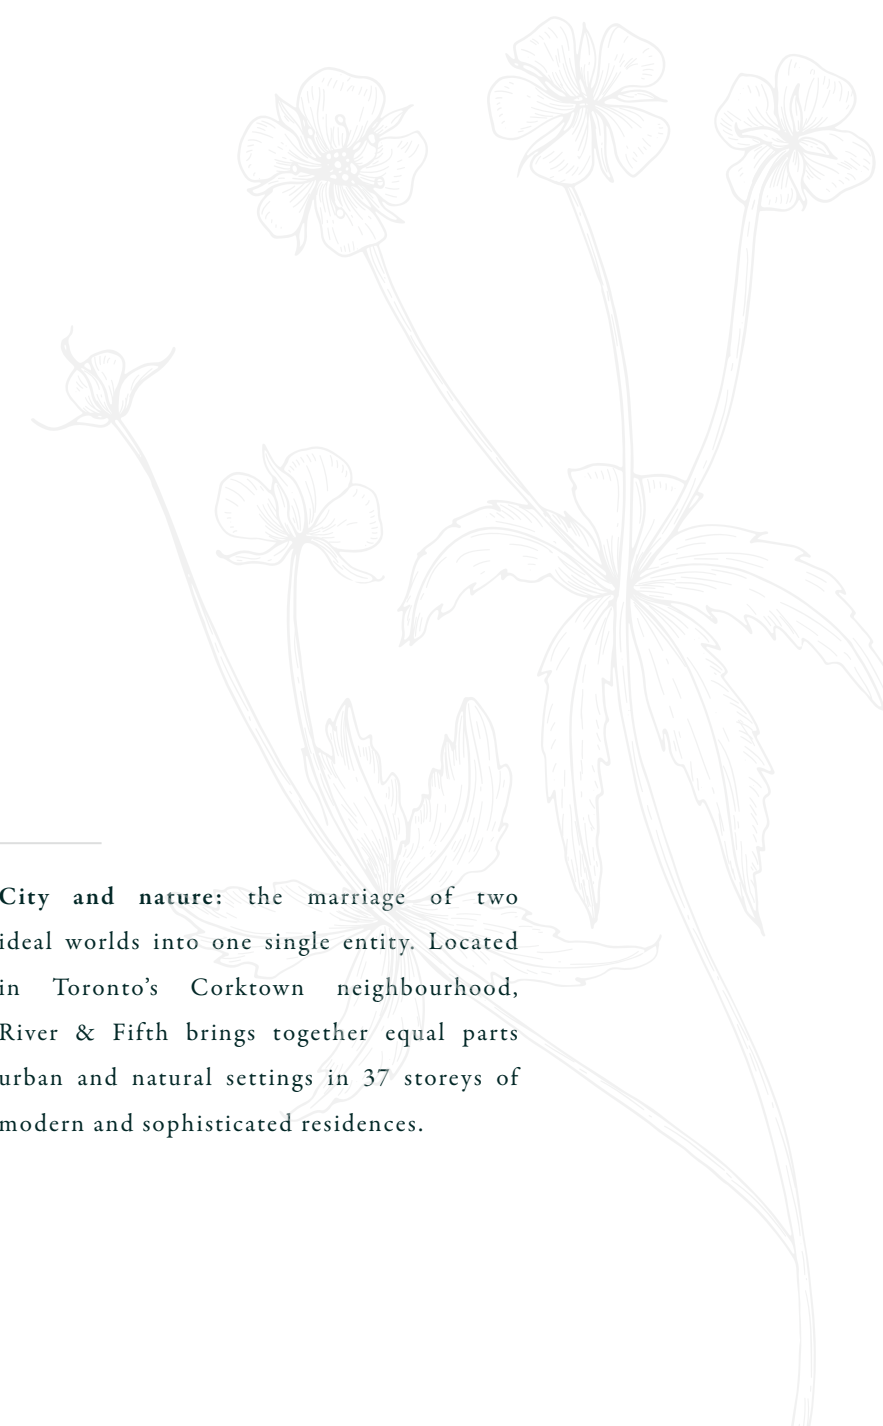 City and nature: the marriage of two
ideal worlds into one single entity. Located
in Toronto’s Corktown neighbourhood,
River & Fifth brings together equal parts
urban and natural settings in 37 storeys of
modern and sophisticated residences.